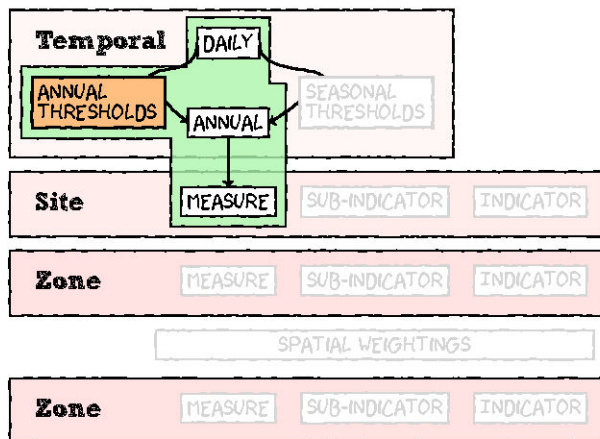 Temporal
DAILY
ANNUAL
THRESHOLDS
SEASONAL
THRESHOLDS
ANNUAL
Site
MEASURE
SUB-INDICATOR
INDICATOR
Zone
MEASURE
SUB-INDICATOR
INDICATOR
SPATIAL WEIGHTINGS
Zone
MEASURE
SUB-INDICATOR
INDICATOR